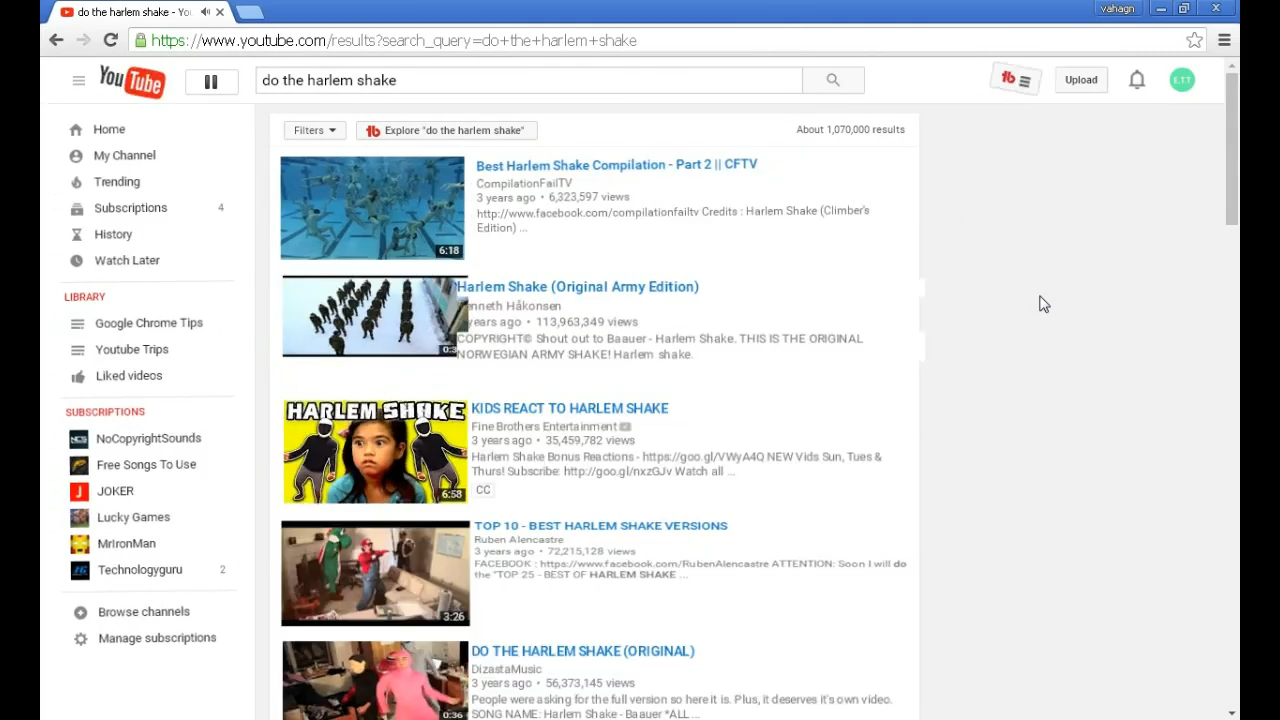 do the harlem shake - Yo
vahagn
https://www.youtube.com/results?search_query=do+the+harlem+shake
YouTube
do the harlem shake
Upload
E.T.T
Home
My Channel
Trending
Subscriptions 4
History
Watch Later
LIBRARY
Google Chrome Tips
Youtube Trips
Liked videos
SUBSCRIPTIONS
NoCopyrightSounds
Free Songs To Use
JOKER
Lucky Games
MrIronMan
Technologyguru 2
Browse channels
Manage subscriptions
Filters
Explore "do the harlem shake"
About 1,070,000 results
6:18
Best Harlem Shake Compilation - Part 2 || CFTV
CompilationFailTV
3 years ago • 6,323,597 views
http://www.facebook.com/compilationfailtv Credits : Harlem Shake (Climber's
Edition) ...
0:3
Harlem Shake (Original Army Edition)
enneth Håkonsen
years ago • 113,963,349 views
COPYRIGHT© Shout out to Baauer - Harlem Shake. THIS IS THE ORIGINAL
NORWEGIAN ARMY SHAKE! Harlem shake.
HARLEM SHAKE
6:58
KIDS REACT TO HARLEM SHAKE
Fine Brothers Entertainment
3 years ago • 35,459,782 views
Harlem Shake Bonus Reactions - https://goo.gl/VWyA4Q NEW Vids Sun, Tues &
Thurs! Subscribe: http://goo.gl/nxzGJv Watch all ...
CC
3:26
TOP 10 - BEST HARLEM SHAKE VERSIONS
Ruben Alencastre
3 years ago • 72,215,128 views
FACEBOOK : https://www.facebook.com/RubenAlencastre ATTENTION: Soon I will do
the "TOP 25 - BEST OF HARLEM SHAKE ...
0:36
DO THE HARLEM SHAKE (ORIGINAL)
DizastaMusic
3 years ago • 56,373,145 views
People were asking for the full version so here it is. Plus, it deserves it's own video.
SONG NAME: Harlem Shake - Baauer *ALL ...